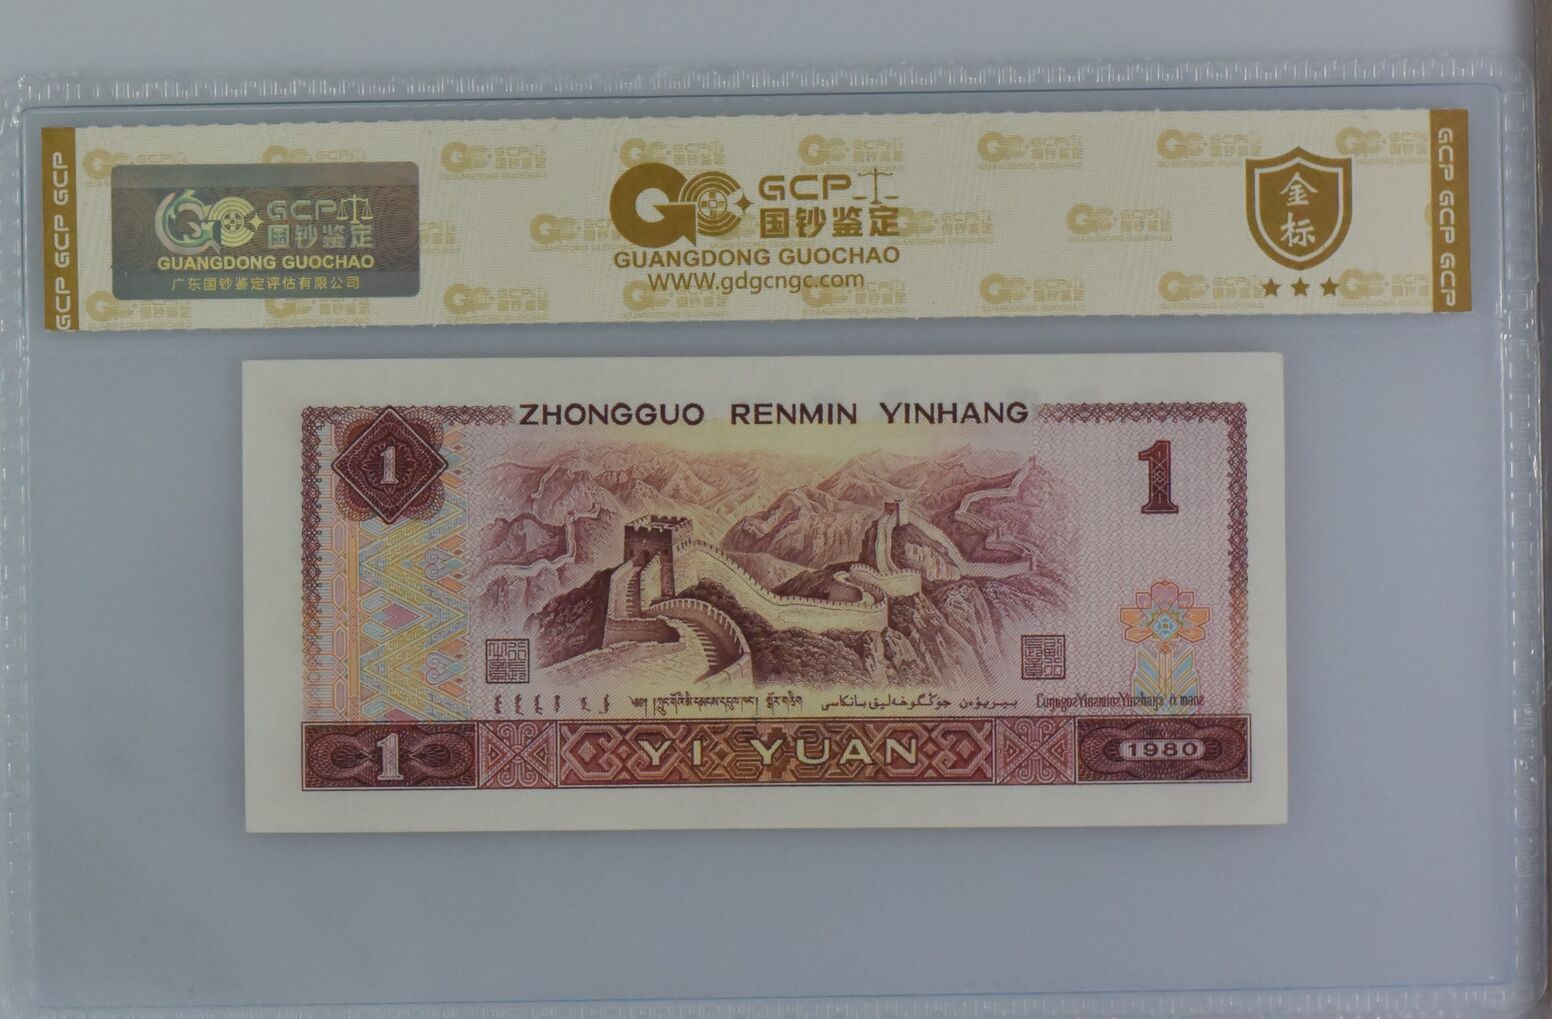 GCP
国钞鉴定
GUANGDONG GUOCHAO
广东国钞鉴定评估有限公司
GCP
国钞鉴定
GUANGDONG GUOCHAO
WWW.gdgcngc.com
金标
GCP GCP GCP
GCP GCP GCP
ZHONGGUO RENMIN YINHANG
1
1
YI YUAN
1
1980